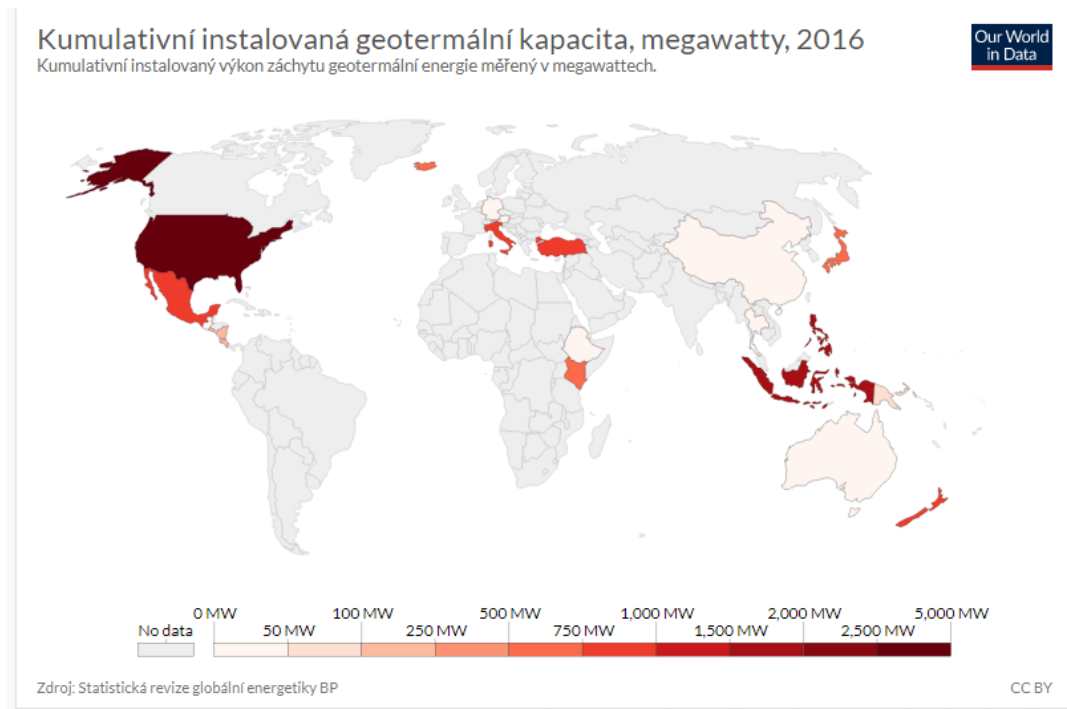 Kumulativní instalovaná geotermální kapacita, megawatty, 2016
Kumulativní instalovaný výkon záchytu geotermální energie měřený v megawattech.
Our World
in Data
0 MW 100 MW 500 MW 1,000 MW 2,000 MW 5,000 MW
No data 50 MW 250 MW 750 MW 1,500 MW 2,500 MW
Zdroj: Statistická revize globální energetiky BP
CC BY